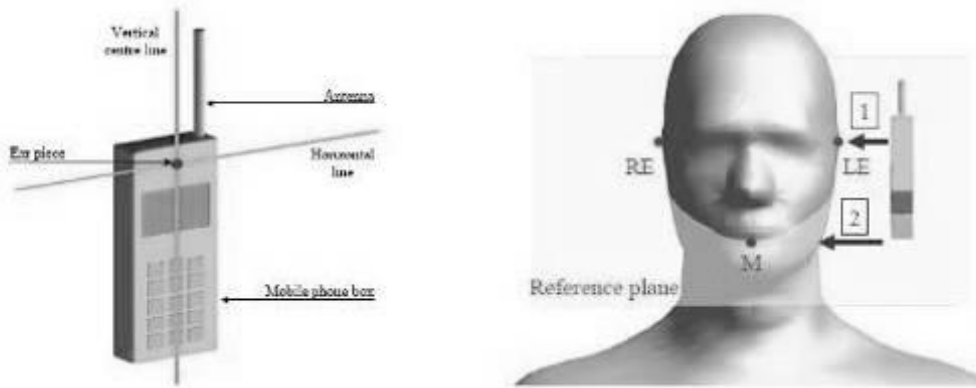 Vertical
centre line
Antenna
Ear piece
Horizontal
line
Mobile phone box
1
RE
LE
2
M
Reference plane